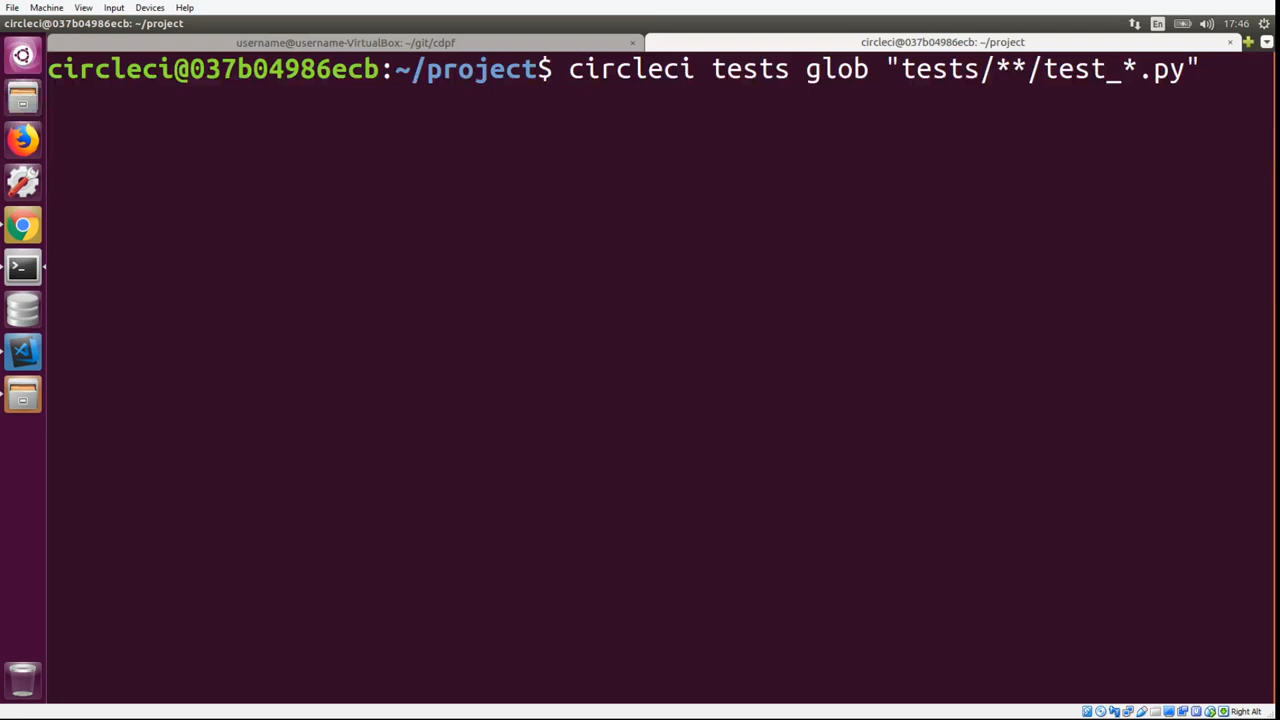 File Machine View Input Devices Help
circleci@037b04986ecb: ~/project En 17:46
username@username-VirtualBox: ~/git/cdpf × circleci@037b04986ecb: ~/project ×
circleci@037b04986ecb:~/project$ circleci tests glob "tests/**/test_*.py"
Right Alt